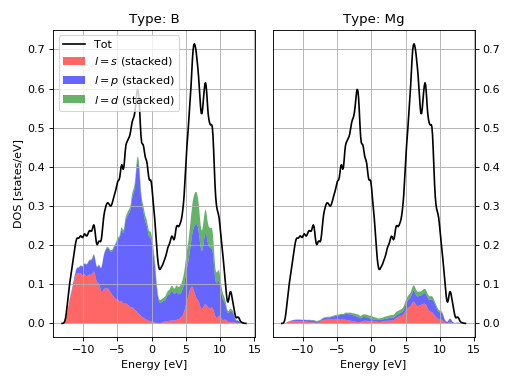 Type: B
Type: Mg
Tot
l = s (stacked)
l = p (stacked)
l = d (stacked)
DOS [states/eV]
0.7
0.6
0.5
0.4
0.3
0.2
0.1
0.0
0.7
0.6
0.5
0.4
0.3
0.2
0.1
0.0
−10 −5 0 5 10 15
−10 −5 0 5 10 15
Energy [eV]
Energy [eV]